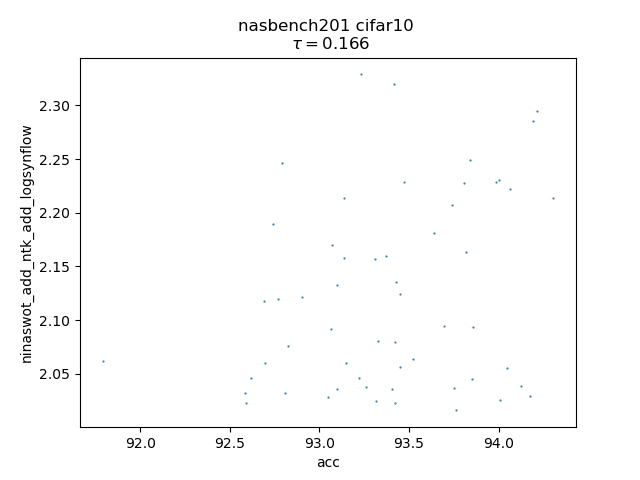 nasbench201 cifar10
τ = 0.166
2.30
2.25
2.20
2.15
2.10
2.05
ninaswot_add_ntk_add_logsynflow
92.0 92.5 93.0 93.5 94.0
acc